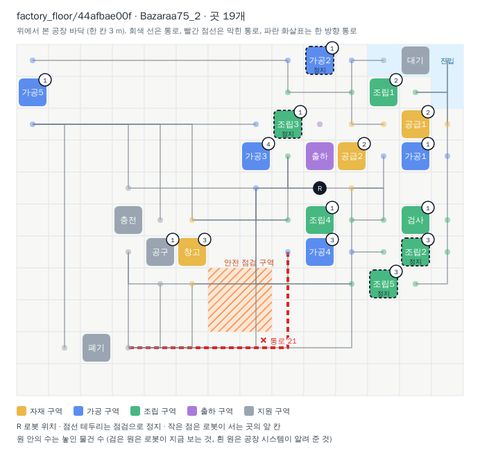 factory_floor/44afbae00f · Bazaraa75_2 · 곳 19개
위에서 본 공장 바닥 (한 칸 3 m). 회색 선은 통로, 빨간 점선은 막힌 통로, 파란 화살표는 한 방향 통로
1
가공2
정지
대기
진입
1
가공5
2
조립1
3
조립3
정지
2
공급1
4
가공3
출하
2
공급2
1
가공1
R
충전
1
조립4
1
검사
1
공구
3
창고
3
가공4
3
조립2
정지
안전 점검 구역
3
조립5
정지
✕ 통로 21
폐기
자재 구역
가공 구역
조립 구역
출하 구역
지원 구역
R 로봇 위치 · 점선 테두리는 점검으로 정지 · 작은 점은 로봇이 서는 곳의 앞 칸
원 안의 수는 놓인 물건 수 (검은 원은 로봇이 지금 보는 것, 흰 원은 공장 시스템이 알려 준 것)